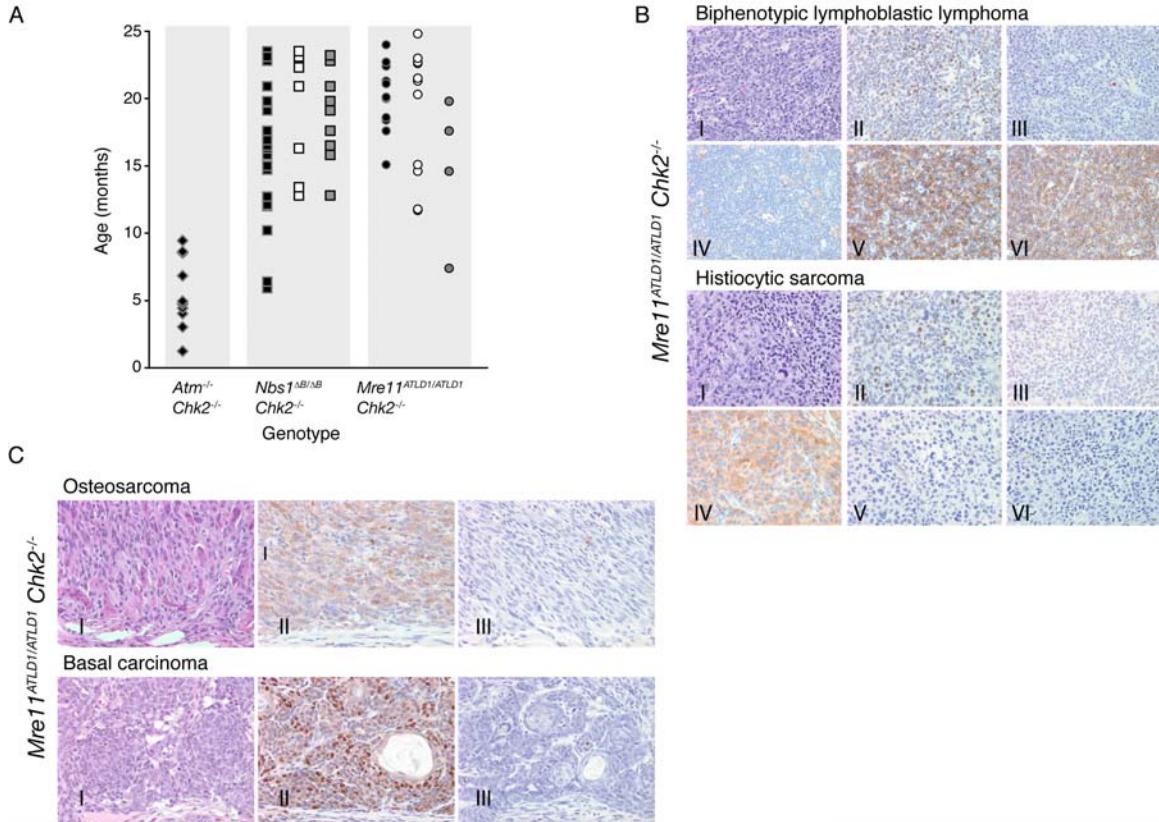 A
25
20
15
10
5
0
Age (months)
Atm-/-
Chk2-/-
Nbs1ΔB/ΔB
Chk2-/-
Mre11ATLD1/ATLD1
Chk2-/-
Genotype
B
Biphenotypic lymphoblastic lymphoma
I
II
III
IV
V
VI
Histiocytic sarcoma
I
II
III
IV
V
VI
Mre11ATLD1/ATLD1 Chk2-/-
C
Osteosarcoma
I
I
II
III
Basal carcinoma
I
II
III
Mre11ATLD1/ATLD1 Chk2-/-